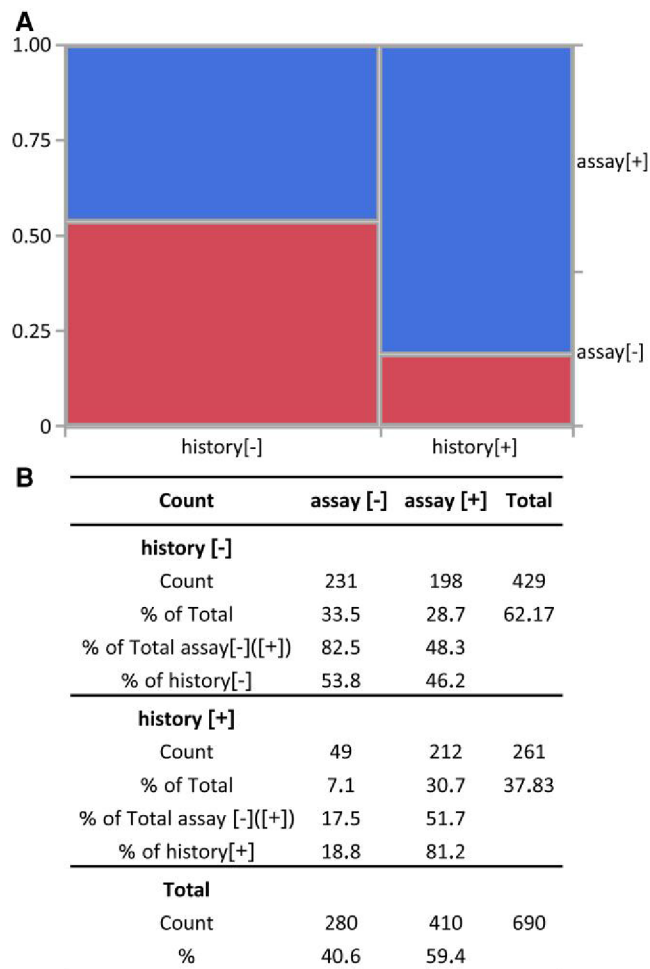 A
1.00
0.75
0.50
0.25
0
assay[+]
assay[-]
history[-] history[+]
B
Count assay [-] assay [+] Total
history [-]
Count 231 198 429
% of Total 33.5 28.7 62.17
% of Total assay[-]([+]) 82.5 48.3
% of history[-] 53.8 46.2
history [+]
Count 49 212 261
% of Total 7.1 30.7 37.83
% of Total assay [-]([+]) 17.5 51.7
% of history[+] 18.8 81.2
Total
Count 280 410 690
% 40.6 59.4